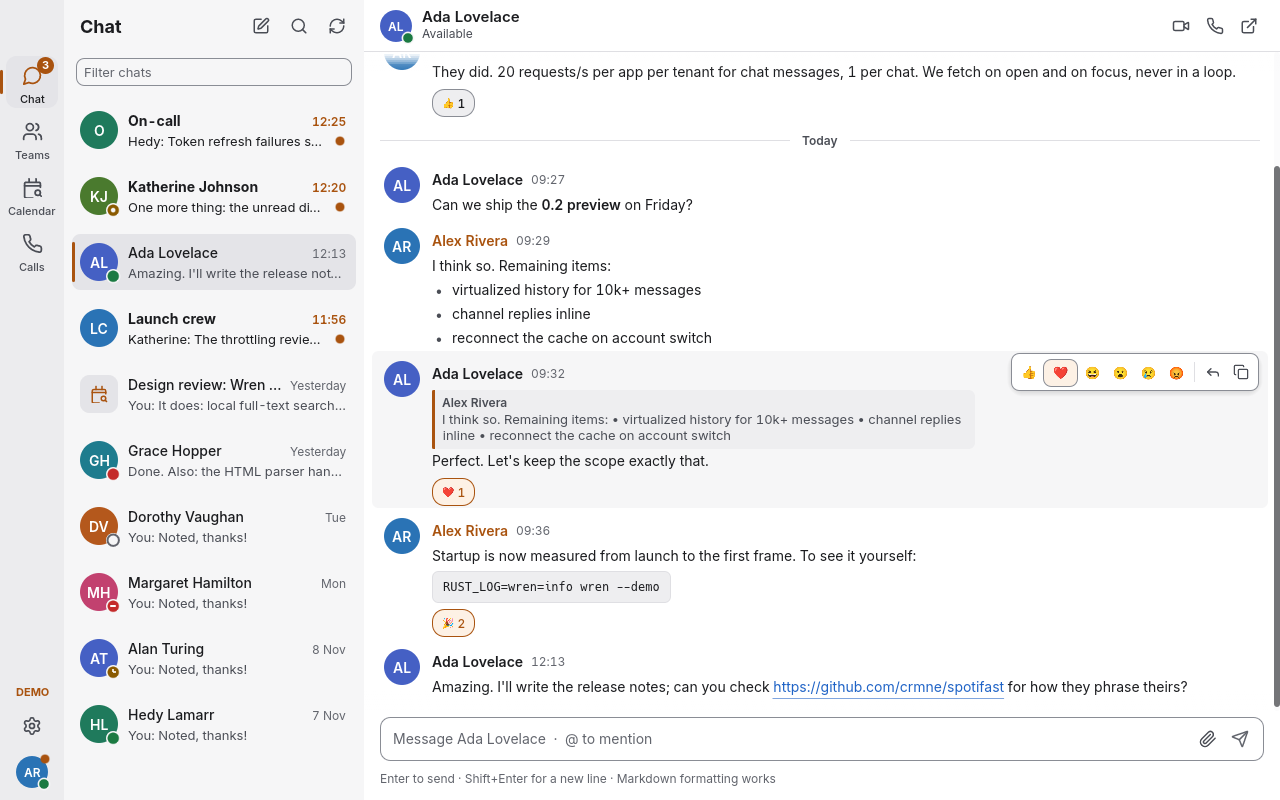 Chat
Filter chats
3
Chat
Teams
Calendar
Calls
DEMO
AR
O
On-call
12:25
Hedy: Token refresh failures s...
KJ
Katherine Johnson
12:20
One more thing: the unread di...
AL
Ada Lovelace
12:13
Amazing. I'll write the release not...
LC
Launch crew
11:56
Katherine: The throttling revie...
Design review: Wren ...
Yesterday
You: It does: local full-text search...
GH
Grace Hopper
Yesterday
Done. Also: the HTML parser han...
DV
Dorothy Vaughan
Tue
You: Noted, thanks!
MH
Margaret Hamilton
Mon
You: Noted, thanks!
AT
Alan Turing
8 Nov
You: Noted, thanks!
HL
Hedy Lamarr
7 Nov
You: Noted, thanks!
AL
Ada Lovelace
Available
They did. 20 requests/s per app per tenant for chat messages, 1 per chat. We fetch on open and on focus, never in a loop.
👍 1
Today
AL
Ada Lovelace 09:27
Can we ship the 0.2 preview on Friday?
AR
Alex Rivera 09:29
I think so. Remaining items:
• virtualized history for 10k+ messages
• channel replies inline
• reconnect the cache on account switch
AL
Ada Lovelace 09:32
👍 ❤️ 😄 😮 😢 😡
Alex Rivera
I think so. Remaining items: • virtualized history for 10k+ messages • channel replies
inline • reconnect the cache on account switch
Perfect. Let's keep the scope exactly that.
❤️ 1
AR
Alex Rivera 09:36
Startup is now measured from launch to the first frame. To see it yourself:
RUST_LOG=wren=info wren --demo
🎉 2
AL
Ada Lovelace 12:13
Amazing. I'll write the release notes; can you check https://github.com/crmne/spotifast for how they phrase theirs?
Message Ada Lovelace · @ to mention
Enter to send · Shift+Enter for a new line · Markdown formatting works